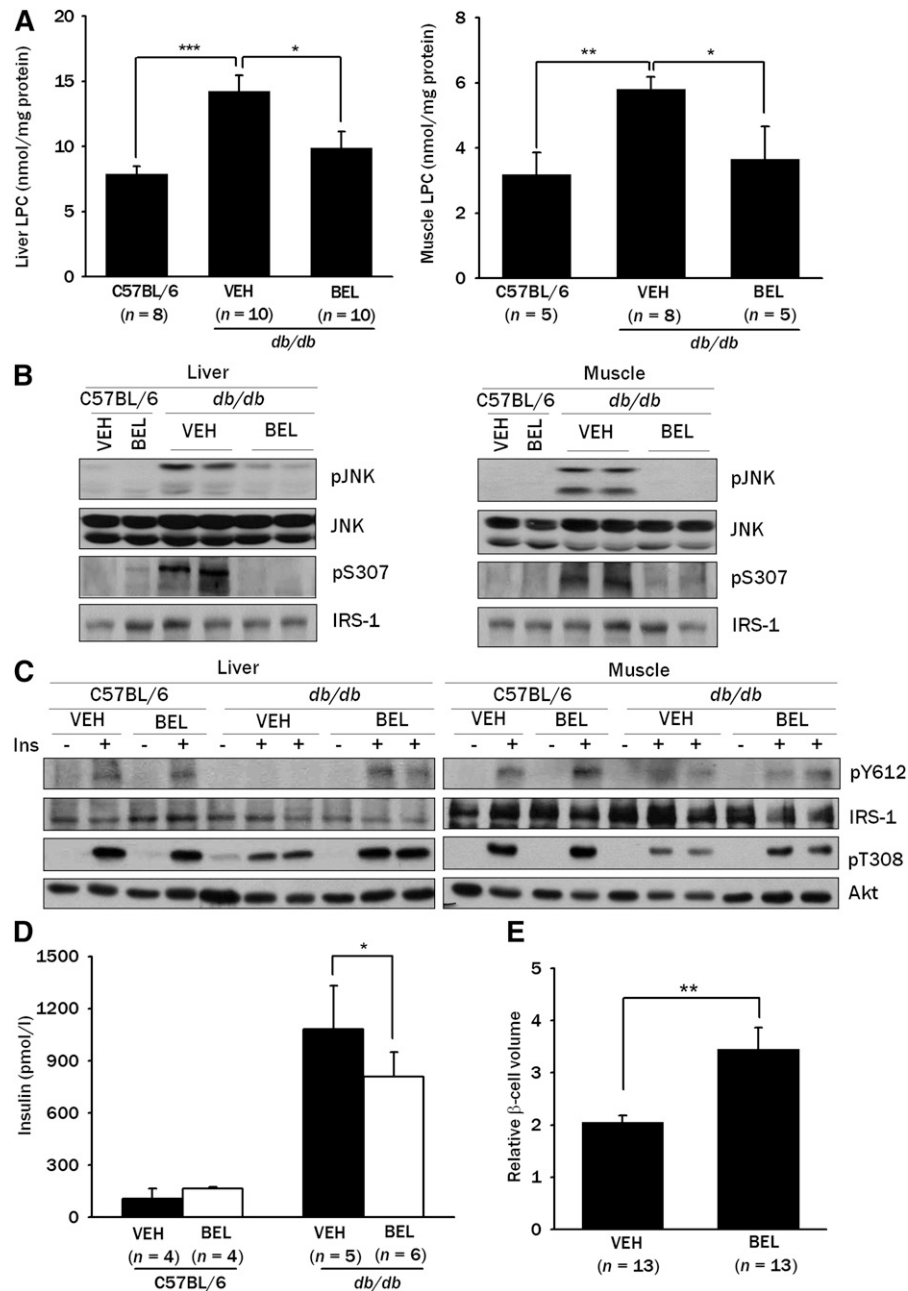 A
Liver LPC (nmol/mg protein)
20
15
10
5
0
***
*
C57BL/6 VEH BEL
(n = 8) (n = 10) (n = 10)
db/db
Muscle LPC (nmol/mg protein)
8
6
4
2
0
**
*
C57BL/6 VEH BEL
(n = 5) (n = 8) (n = 5)
db/db
B
Liver
C57BL/6 db/db
VEH BEL VEH BEL
pJNK
JNK
pS307
IRS-1
Muscle
C57BL/6 db/db
VEH BEL VEH BEL
pJNK
JNK
pS307
IRS-1
C
Liver Muscle
C57BL/6 db/db C57BL/6 db/db
VEH BEL VEH BEL VEH BEL VEH BEL
Ins - + - + - + + - + + - + - + - + + - + +
pY612
IRS-1
pT308
Akt
D
Insulin (pmol/l)
1500
1200
900
600
300
0
*
VEH BEL VEH BEL
(n = 4) (n = 4) (n = 5) (n = 6)
C57BL/6 db/db
E
Relative β-cell volume
5
4
3
2
1
0
**
VEH BEL
(n = 13) (n = 13)